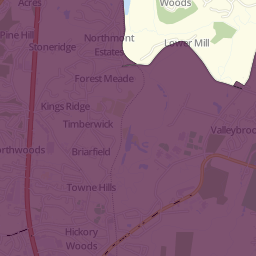 Acres
Woods
Pine Hill
Northmont
Estates
Stoneridge
Lower Mill
Forest Meade
Kings Ridge
Timberwick
Valleybroo
orthwoods
Briarfield
Towne Hills
Hickory
Woods